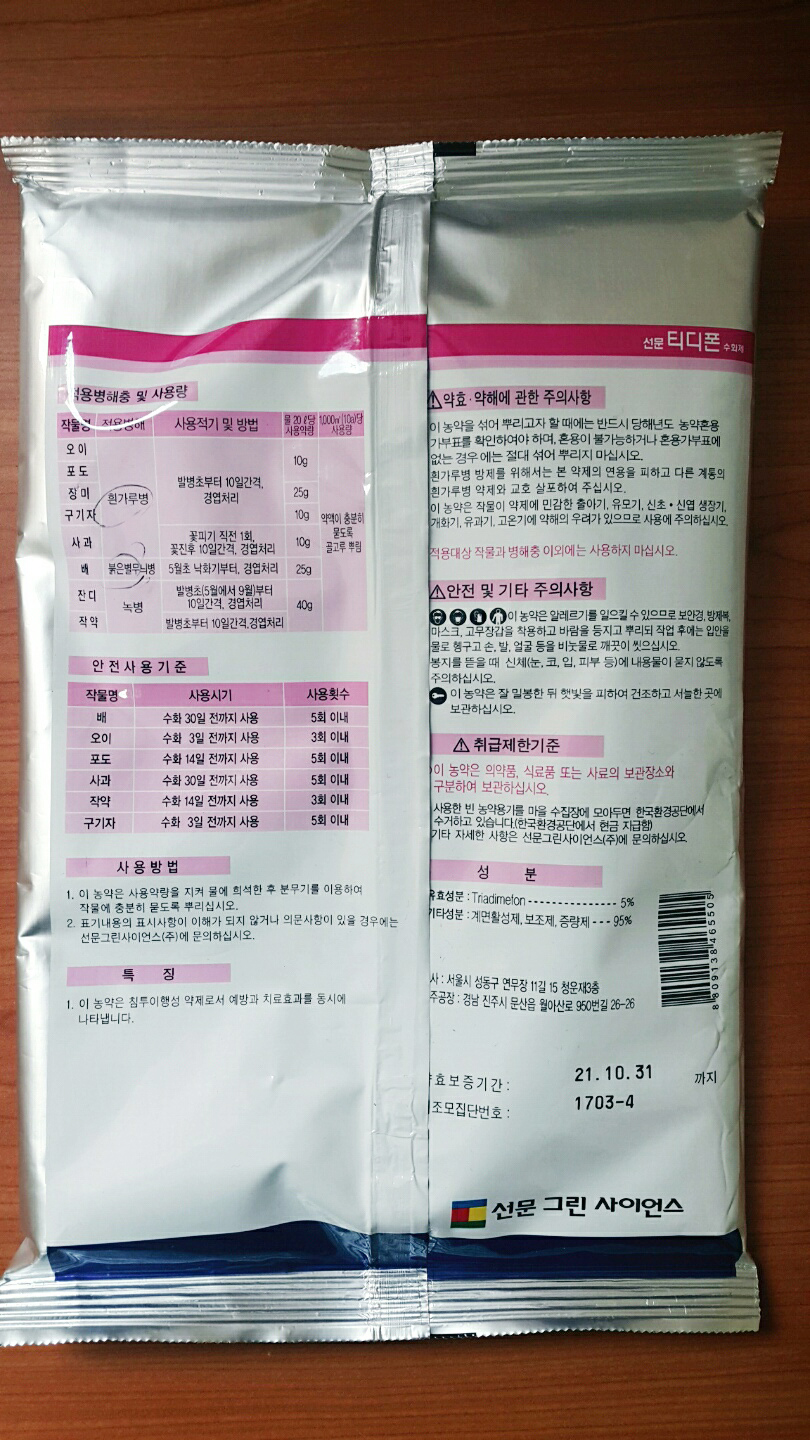 선문 티디폰 수화제
적용병해충 및 사용량
작물명 적용병해 사용적기 및 방법 물 20ℓ당 사용약량 1,000㎡(10a)당 사용량
오이
포도
장미
구기자
흰가루병
발병초부터 10일간격,
경엽처리
10g
25g
10g
사과 꽃피기 직전 1회,
꽃진후 10일간격, 경엽처리 10g
배 붉은별무늬병 5월초 낙화기부터, 경엽처리 25g
잔디 녹병 발병초(5월에서 9월)부터
10일간격, 경엽처리 40g
작약 발병초부터 10일간격,경엽처리
약액이 충분히
묻도록
골고루 뿌림
안전사용기준
작물명 사용시기 사용횟수
배 수확 30일 전까지 사용 5회 이내
오이 수확 3일 전까지 사용 3회 이내
포도 수확 14일 전까지 사용 5회 이내
사과 수확 30일 전까지 사용 5회 이내
작약 수확 14일 전까지 사용 3회 이내
구기자 수확 3일 전까지 사용 5회 이내
사용방법
1. 이 농약은 사용약량을 지켜 물에 희석한 후 분무기를 이용하여
작물에 충분히 묻도록 뿌리십시오.
2. 표기내용의 표시사항이 이해가 되지 않거나 의문사항이 있을 경우에는
선문그린사이언스(주)에 문의하십시오.
특 징
1. 이 농약은 침투이행성 약제로서 예방과 치료효과를 동시에
나타냅니다.
약효·약해에 관한 주의사항
이 농약을 섞어 뿌리고자 할 때에는 반드시 당해년도 농약혼용
가부표를 확인하여야 하며, 혼용이 불가능하거나 혼용가부표에
없는 경우 에는 절대 섞어 뿌리지 마십시오.
흰가루병 방제를 위해서는 본 약제의 연용을 피하고 다른 계통의
흰가루병 약제와 교호 살포하여 주십시오.
이 농약은 작물이 약제에 민감한 출아기, 유모기, 신초·신엽 생장기,
개화기, 유과기, 고온기에 약해의 우려가 있으므로 사용에 주의하십시오.
적용대상 작물과 병해충 이외에는 사용하지 마십시오.
안전 및 기타 주의사항
이 농약은 알레르기를 일으킬 수 있으므로 보안경, 방제복,
마스크, 고무장갑을 착용하고 바람을 등지고 뿌리되 작업 후에는 입안을
물로 헹구고 손, 발, 얼굴 등을 비눗물로 깨끗이 씻으십시오.
봉지를 뜯을 때 신체(눈, 코, 입, 피부 등)에 내용물이 묻지 않도록
주의하십시오.
이 농약은 잘 밀봉한 뒤 햇빛을 피하여 건조하고 서늘한 곳에
보관하십시오.
취급제한기준
이 농약은 의약품, 식료품 또는 사료의 보관장소와
구분하여 보관하십시오.
사용한 빈 농약용기를 마을 수집장에 모아두면 한국환경공단에서
수거하고 있습니다.(한국환경공단에서 현금 지급함)
기타 자세한 사항은 선문그린사이언스(주)에 문의하십시오.
성 분
유효성분 : Triadimefon --------------- 5%
기타성분 : 계면활성제, 보조제, 증량제 --- 95%
8 809138 465505
사 : 서울시 성동구 연무장 11길 15 청운재3층
주공장 : 경남 진주시 문산읍 월아산로 950번길 26-26
약효보증기간 : 21.10.31 까지
제조모집단번호 : 1703-4
선문 그린 사이언스